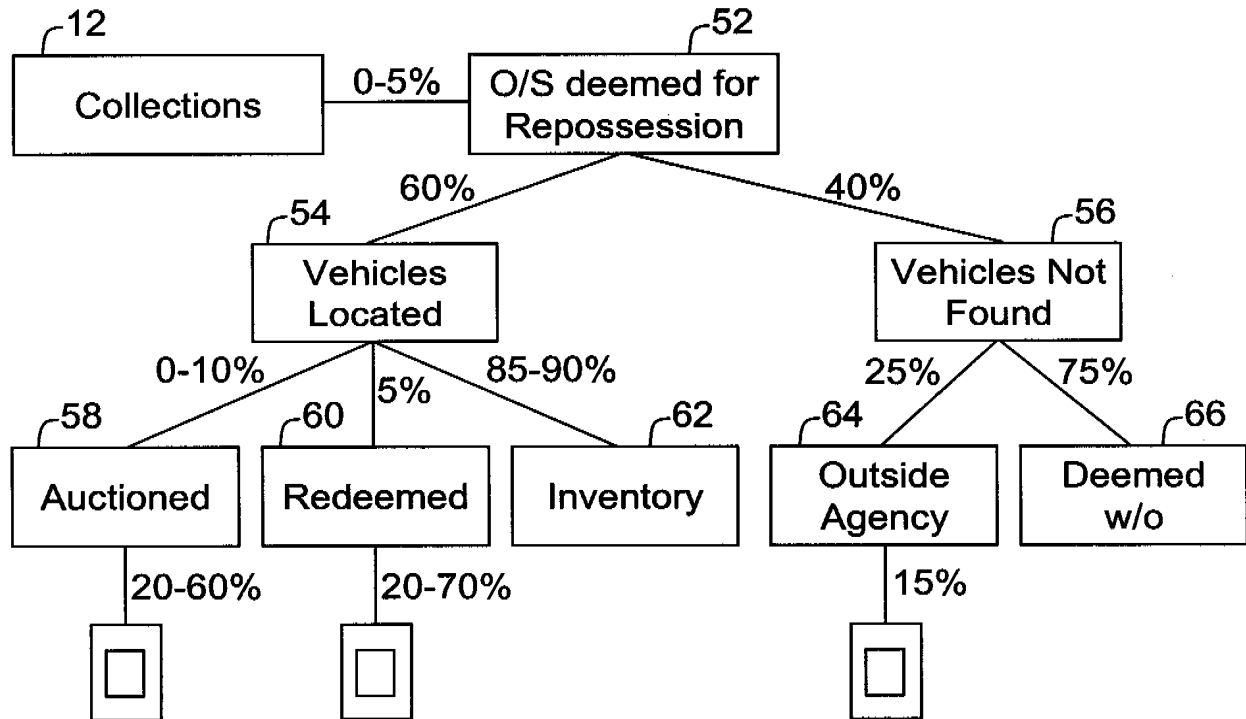 12
52
Collections
0-5%
O/S deemed for
Repossession
60%
40%
54
56
Vehicles
Located
Vehicles Not
Found
0-10%
5%
85-90%
25%
75%
58
60
62
64
66
Auctioned
Redeemed
Inventory
Outside
Agency
Deemed
w/o
20-60%
20-70%
15%